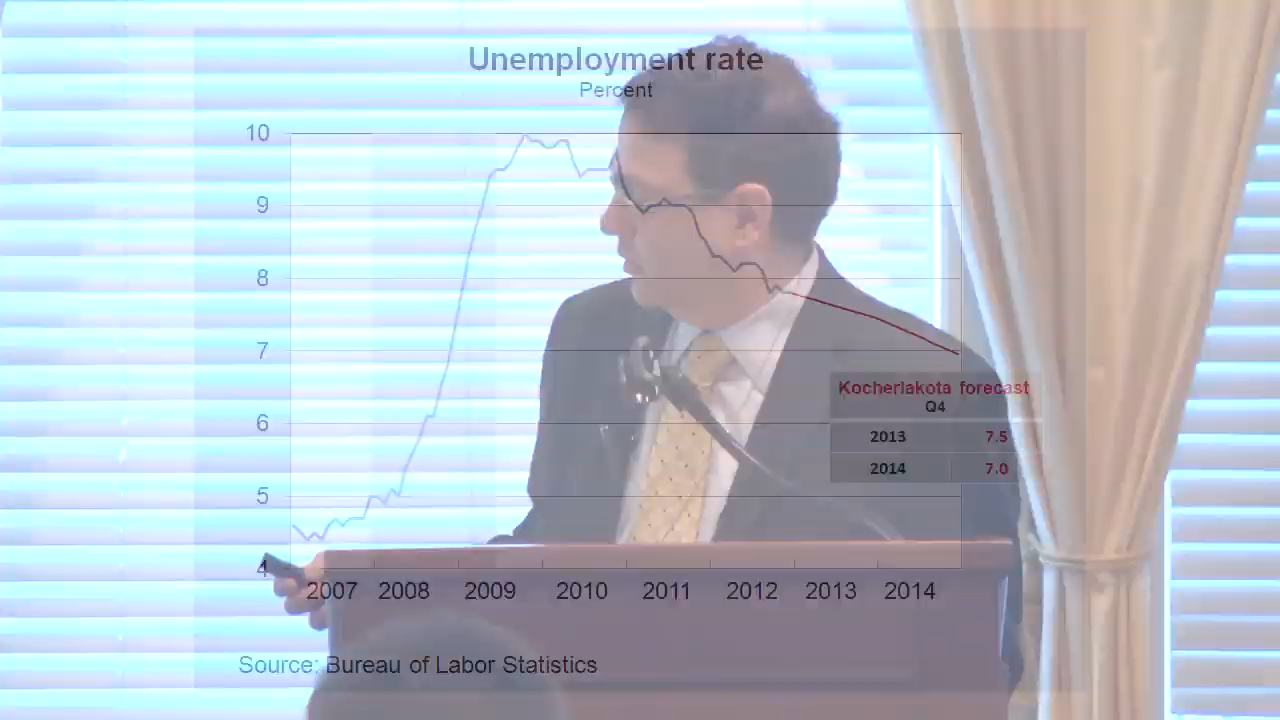 Unemployment rate
Percent
10
9
8
7
6
5
4
2007 2008 2009 2010 2011 2012 2013 2014
Kocherlakota forecast
Q4
2013 7.5
2014 7.0
Source: Bureau of Labor Statistics